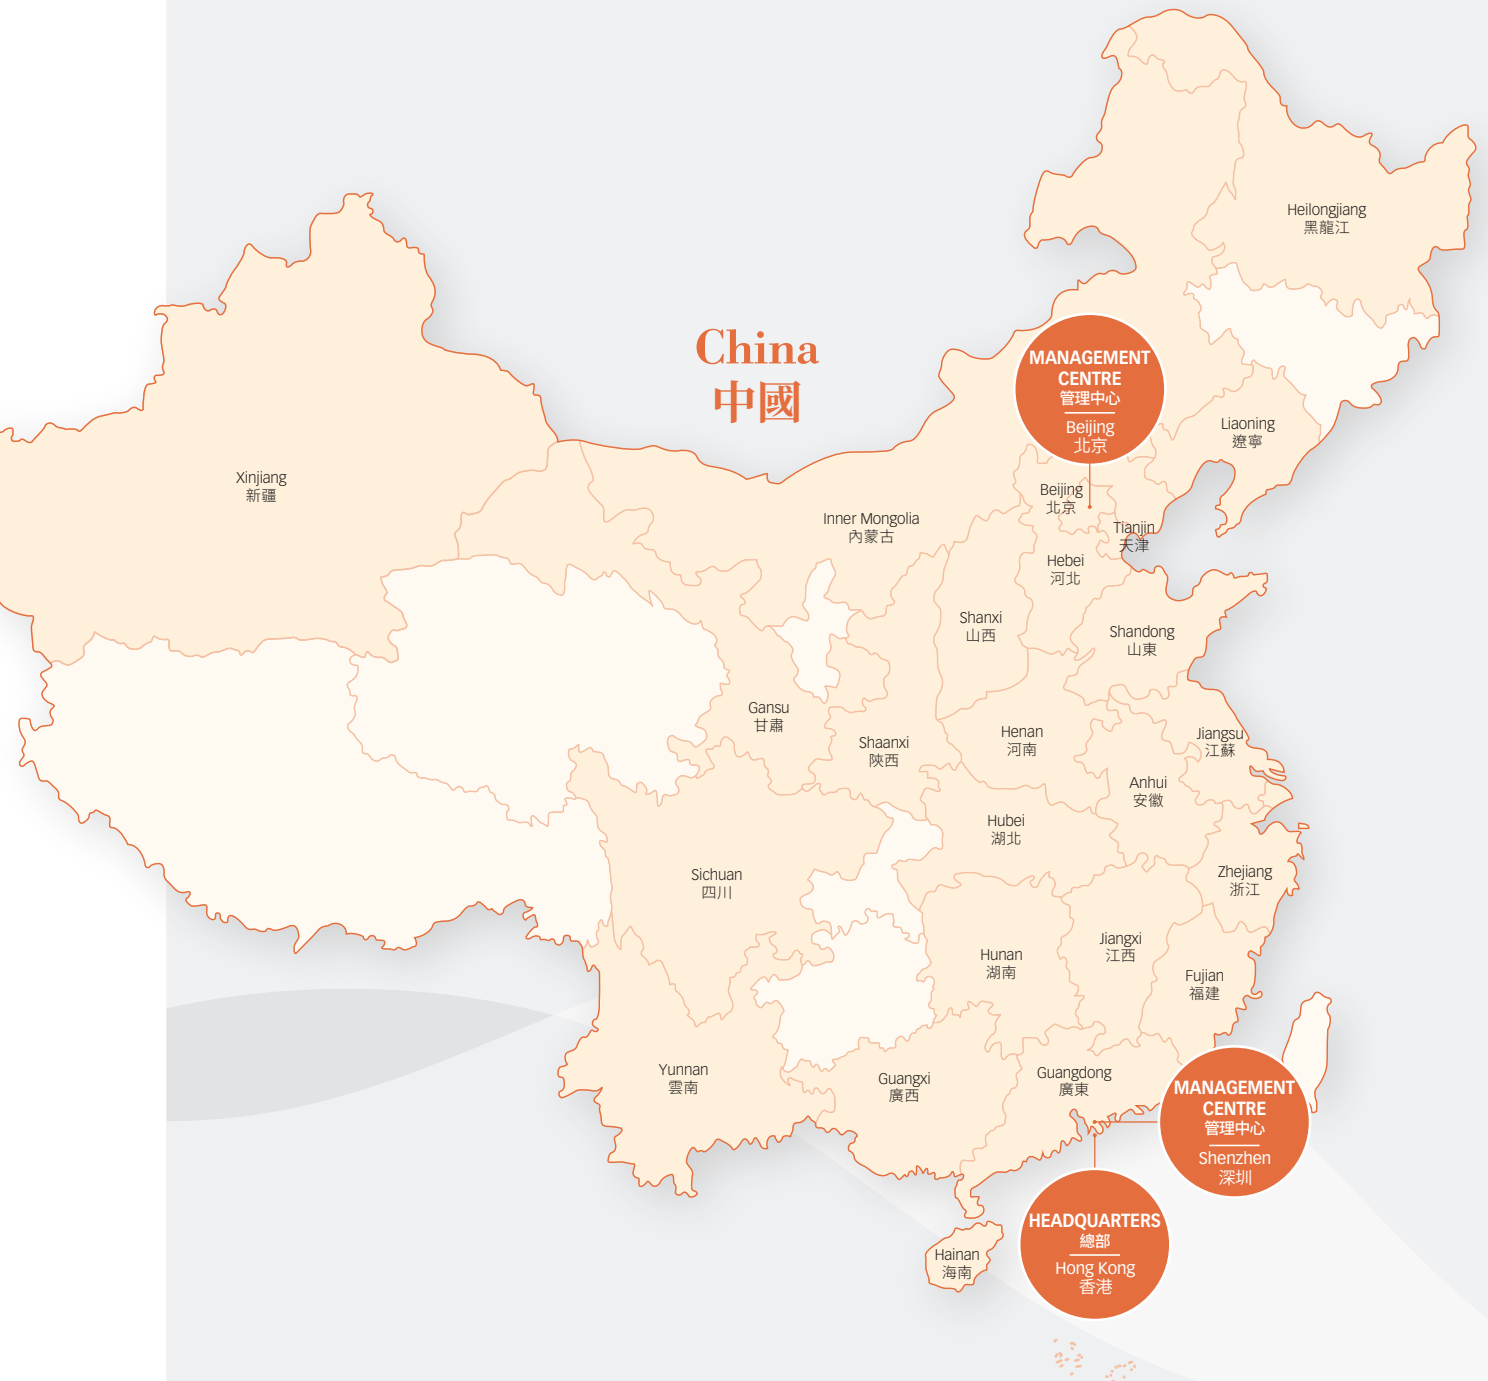 Heilongjiang
黑龍江
China
中國
MANAGEMENT
CENTRE
管理中心
Beijing
北京
Liaoning
遼寧
Xinjiang
新疆
Beijing
北京
Inner Mongolia
內蒙古
Tianjin
天津
Hebei
河北
Shanxi
山西
Shandong
山東
Gansu
甘肅
Shaanxi
陝西
Henan
河南
Jiangsu
江蘇
Anhui
安徽
Hubei
湖北
Sichuan
四川
Zhejiang
浙江
Hunan
湖南
Jiangxi
江西
Fujian
福建
Yunnan
雲南
Guangxi
廣西
Guangdong
廣東
MANAGEMENT
CENTRE
管理中心
Shenzhen
深圳
HEADQUARTERS
總部
Hong Kong
香港
Hainan
海南